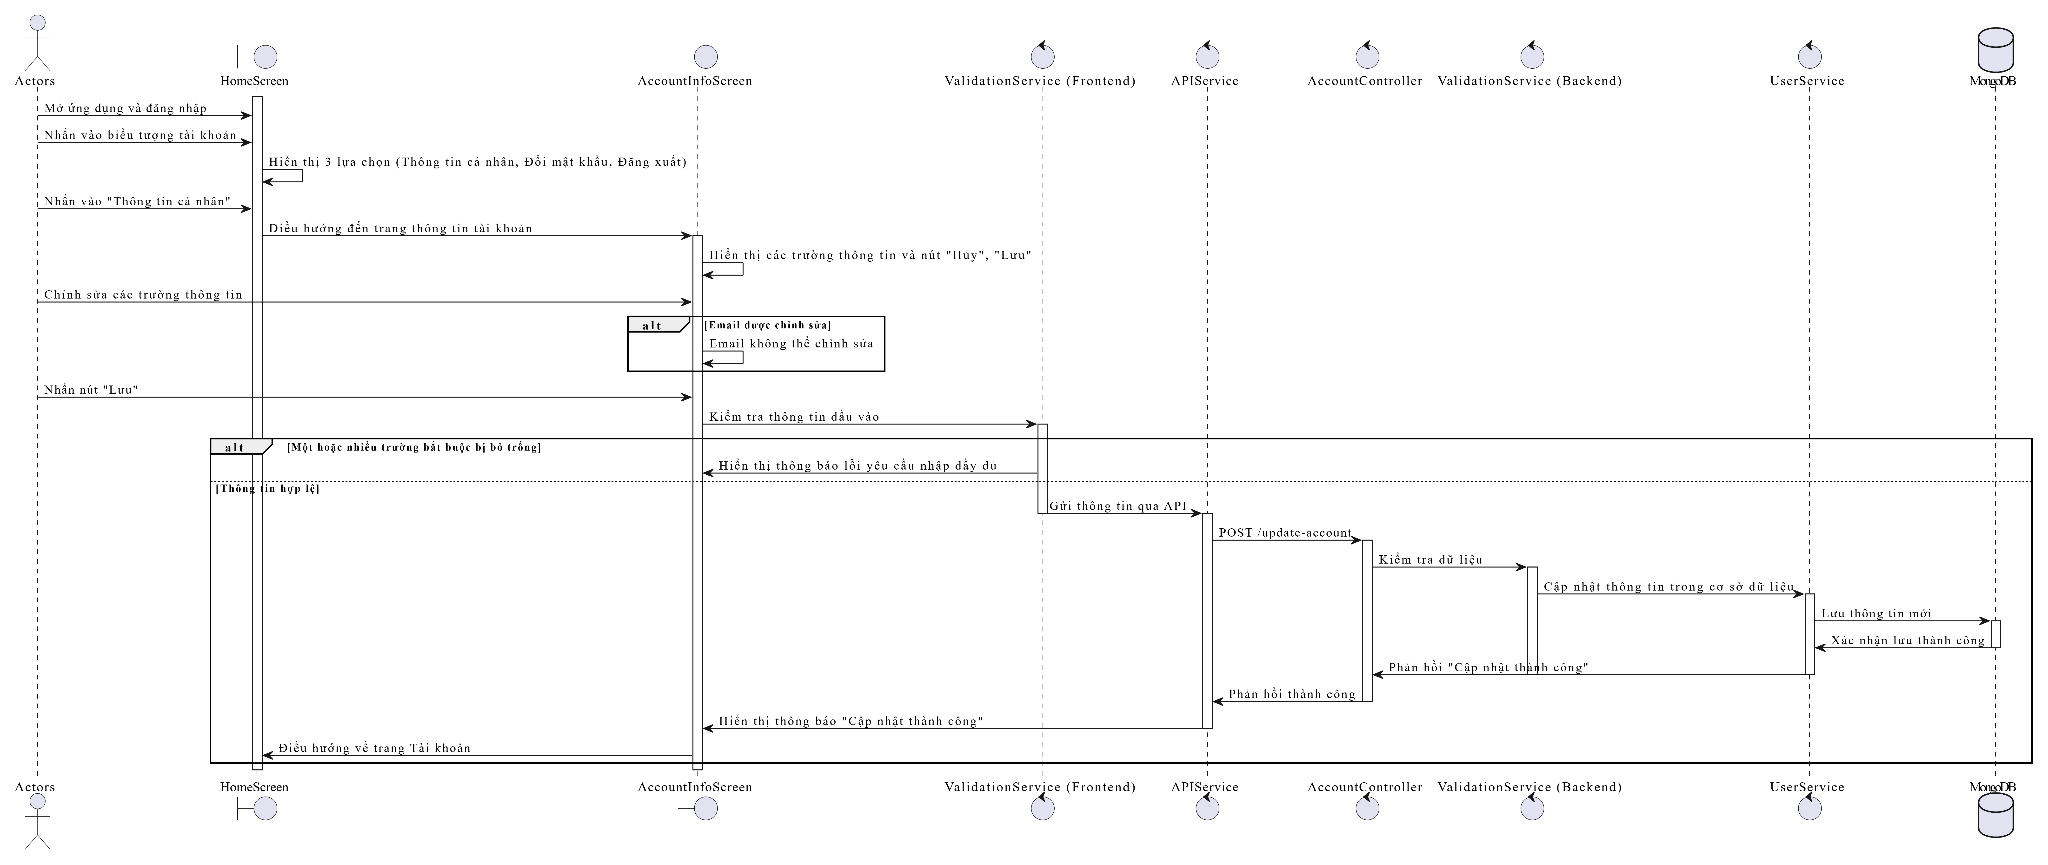 Actors
HomeScreen
AccountInfoScreen
ValidationService (Frontend)
APIService
AccountController
ValidationService (Backend)
UserService
MongoDB
Mở ứng dụng và đăng nhập
Nhấn vào biểu tượng tài khoản
Hiển thị 3 lựa chọn (Thông tin cá nhân, Đổi mật khẩu, Đăng xuất)
Nhấn vào "Thông tin cá nhân"
Điều hướng đến trang thông tin tài khoản
Hiển thị các trường thông tin và nút "Hủy", "Lưu"
Chỉnh sửa các trường thông tin
alt
[Email được chỉnh sửa]
Email không thể chỉnh sửa
Nhấn nút "Lưu"
Kiểm tra thông tin đầu vào
alt
[Một hoặc nhiều trường bắt buộc bị bỏ trống]
Hiển thị thông báo lỗi yêu cầu nhập đầy đủ
[Thông tin hợp lệ]
Gửi thông tin qua API
POST /update-account
Kiểm tra dữ liệu
Cập nhật thông tin trong cơ sở dữ liệu
Lưu thông tin mới
Xác nhận lưu thành công
Phản hồi "Cập nhật thành công"
Phản hồi thành công
Hiển thị thông báo "Cập nhật thành công"
Điều hướng về trang Tài khoản
Actors
HomeScreen
AccountInfoScreen
ValidationService (Frontend)
APIService
AccountController
ValidationService (Backend)
UserService
MongoDB